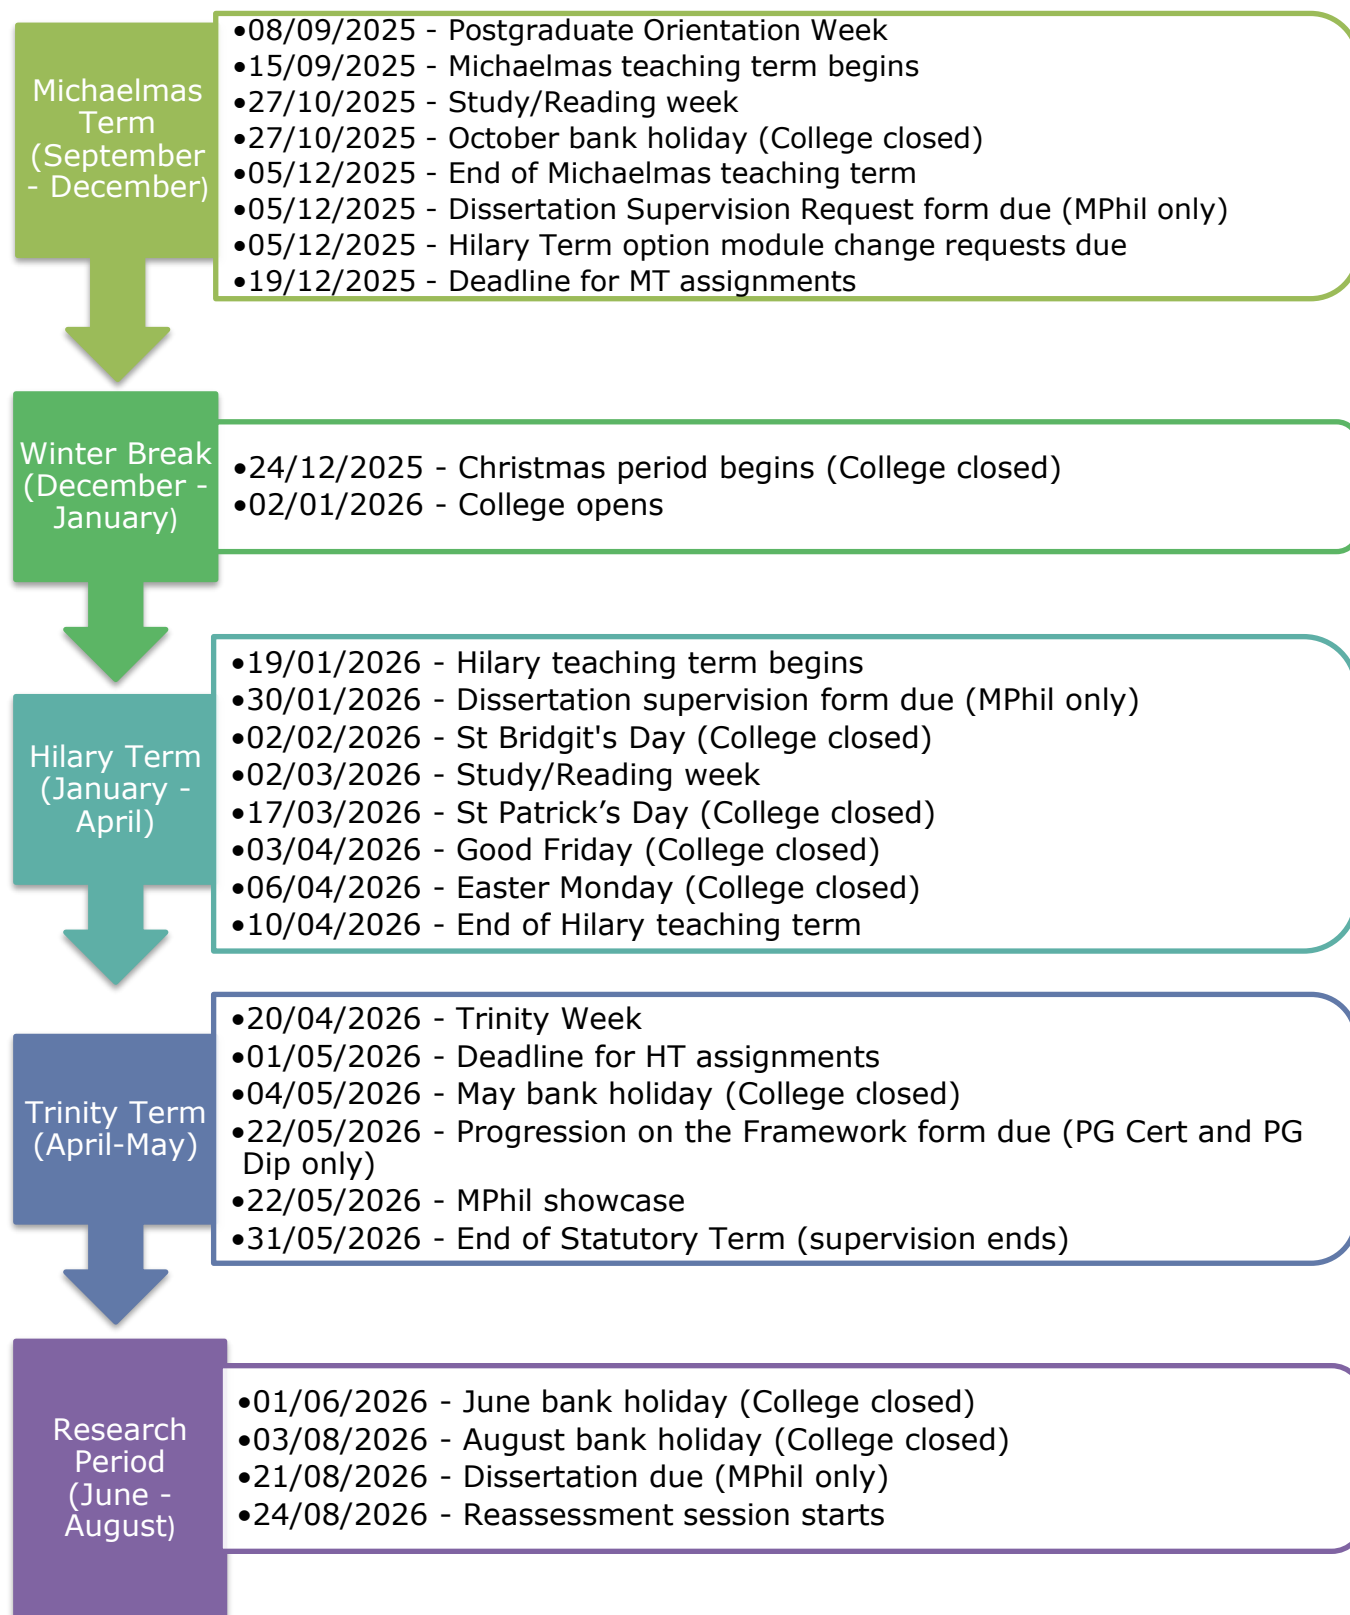 Michaelmas
Term
(September
- December)
•08/09/2025 - Postgraduate Orientation Week
•15/09/2025 - Michaelmas teaching term begins
•27/10/2025 - Study/Reading week
•27/10/2025 - October bank holiday (College closed)
•05/12/2025 - End of Michaelmas teaching term
•05/12/2025 - Dissertation Supervision Request form due (MPhil only)
•05/12/2025 - Hilary Term option module change requests due
•19/12/2025 - Deadline for MT assignments
Winter Break
(December -
January)
•24/12/2025 - Christmas period begins (College closed)
•02/01/2026 - College opens
Hilary Term
(January -
April)
•19/01/2026 - Hilary teaching term begins
•30/01/2026 - Dissertation supervision form due (MPhil only)
•02/02/2026 - St Bridgit's Day (College closed)
•02/03/2026 - Study/Reading week
•17/03/2026 - St Patrick’s Day (College closed)
•03/04/2026 - Good Friday (College closed)
•06/04/2026 - Easter Monday (College closed)
•10/04/2026 - End of Hilary teaching term
Trinity Term
(April-May)
•20/04/2026 - Trinity Week
•01/05/2026 - Deadline for HT assignments
•04/05/2026 - May bank holiday (College closed)
•22/05/2026 - Progression on the Framework form due (PG Cert and PG
Dip only)
•22/05/2026 - MPhil showcase
•31/05/2026 - End of Statutory Term (supervision ends)
Research
Period
(June -
August)
•01/06/2026 - June bank holiday (College closed)
•03/08/2026 - August bank holiday (College closed)
•21/08/2026 - Dissertation due (MPhil only)
•24/08/2026 - Reassessment session starts